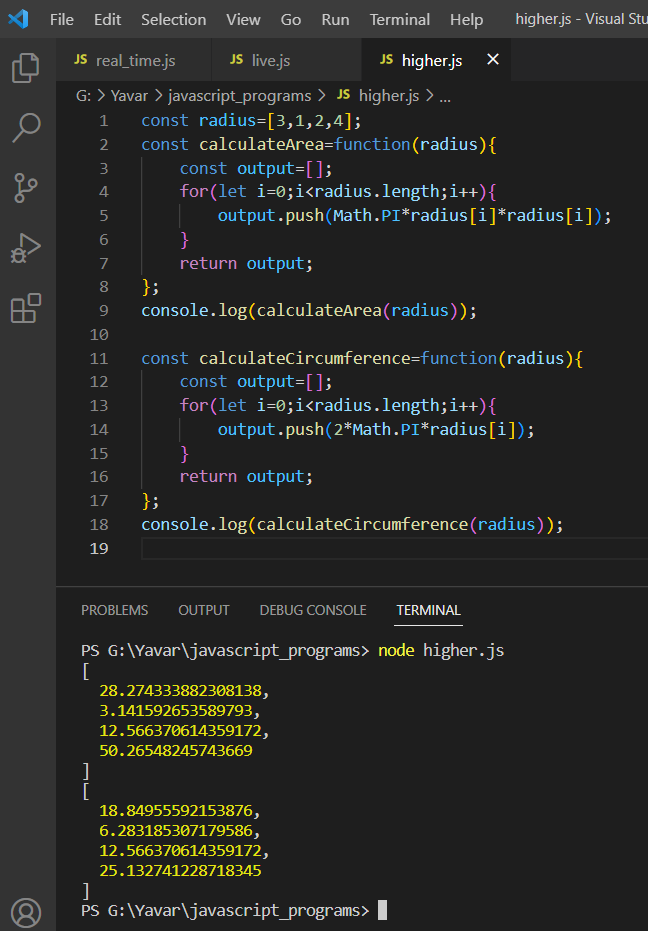 File Edit Selection View Go Run Terminal Help higher.js - Visual Stu
JS real_time.js JS live.js JS higher.js ×
G: > Yavar > javascript_programs > JS higher.js > ...
1 const radius=[3,1,2,4];
2 const calculateArea=function(radius){
3 const output=[];
4 for(let i=0;i<radius.length;i++){
5 output.push(Math.PI*radius[i]*radius[i]);
6 }
7 return output;
8 };
9 console.log(calculateArea(radius));
10
11 const calculateCircumference=function(radius){
12 const output=[];
13 for(let i=0;i<radius.length;i++){
14 output.push(2*Math.PI*radius[i]);
15 }
16 return output;
17 };
18 console.log(calculateCircumference(radius));
19
PROBLEMS OUTPUT DEBUG CONSOLE TERMINAL
PS G:\Yavar\javascript_programs> node higher.js
[
28.274333882308138,
3.141592653589793,
12.566370614359172,
50.26548245743669
]
[
18.84955592153876,
6.283185307179586,
12.566370614359172,
25.132741228718345
]
PS G:\Yavar\javascript_programs>